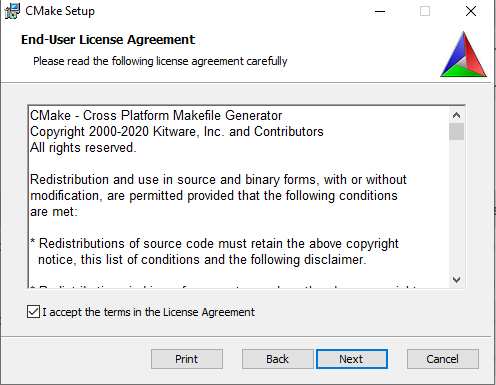 CMake Setup
End-User License Agreement
Please read the following license agreement carefully
CMake - Cross Platform Makefile Generator
Copyright 2000-2020 Kitware, Inc. and Contributors
All rights reserved.
Redistribution and use in source and binary forms, with or without
modification, are permitted provided that the following conditions
are met:
* Redistributions of source code must retain the above copyright
notice, this list of conditions and the following disclaimer.
I accept the terms in the License Agreement
Print
Back
Next
Cancel